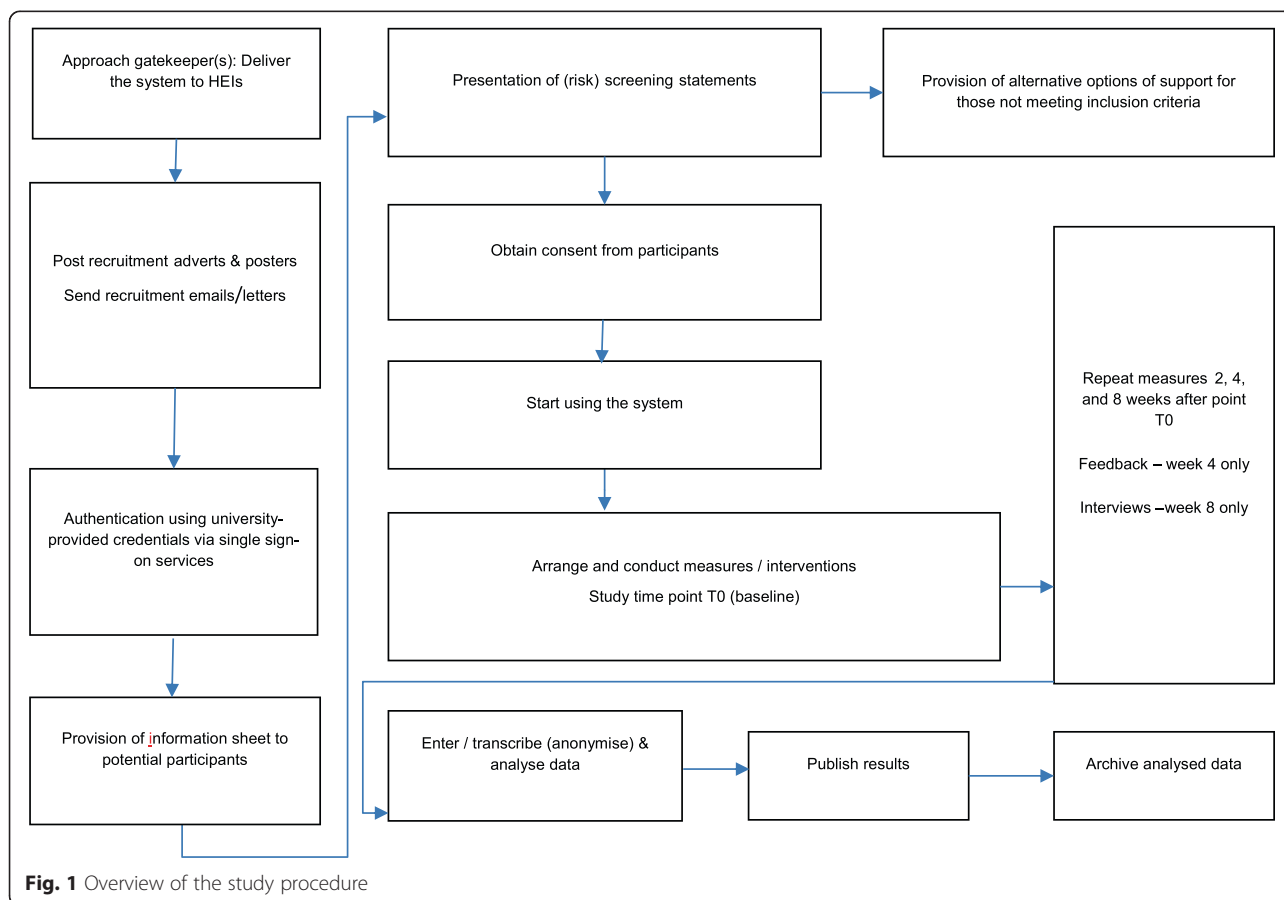 Approach gatekeeper(s): Deliver
the system to HEIs
Post recruitment adverts & posters
Send recruitment emails/letters
Authentication using university-
provided credentials via single sign-
on services
Provision of information sheet to
potential participants
Presentation of (risk) screening statements
Provision of alternative options of support for
those not meeting inclusion criteria
Obtain consent from participants
Start using the system
Arrange and conduct measures / interventions
Study time point T0 (baseline)
Repeat measures 2, 4,
and 8 weeks after point
T0
Feedback – week 4 only
Interviews –week 8 only
Enter / transcribe (anonymise) &
analyse data
Publish results
Archive analysed data
Fig. 1 Overview of the study procedure